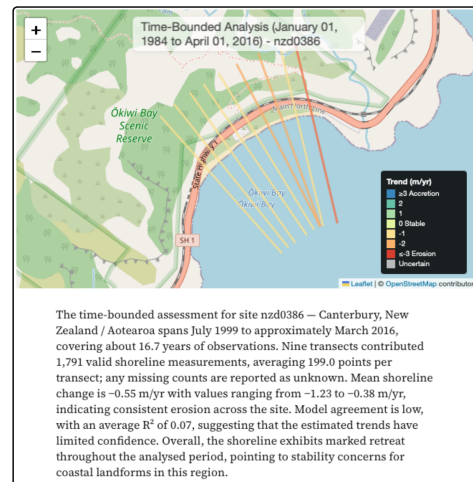 +
−
Time-Bounded Analysis (January 01,
1984 to April 01, 2016) - nzd0386
Ōkiwi Bay
Scenic
Reserve
State Highway 1
Main North Line
Ōkiwi Bay
Ōkiwi Bay
SH 1
Trend (m/yr)
≥3 Accretion
2
1
0 Stable
-1
-2
≤-3 Erosion
Uncertain
Leaflet | © OpenStreetMap contributor
The time-bounded assessment for site nzd0386 — Canterbury, New
Zealand / Aotearoa spans July 1999 to approximately March 2016,
covering about 16.7 years of observations. Nine transects contributed
1,791 valid shoreline measurements, averaging 199.0 points per
transect; any missing counts are reported as unknown. Mean shoreline
change is −0.55 m/yr with values ranging from −1.23 to −0.38 m/yr,
indicating consistent erosion across the site. Model agreement is low,
with an average R² of 0.07, suggesting that the estimated trends have
limited confidence. Overall, the shoreline exhibits marked retreat
throughout the analysed period, pointing to stability concerns for
coastal landforms in this region.